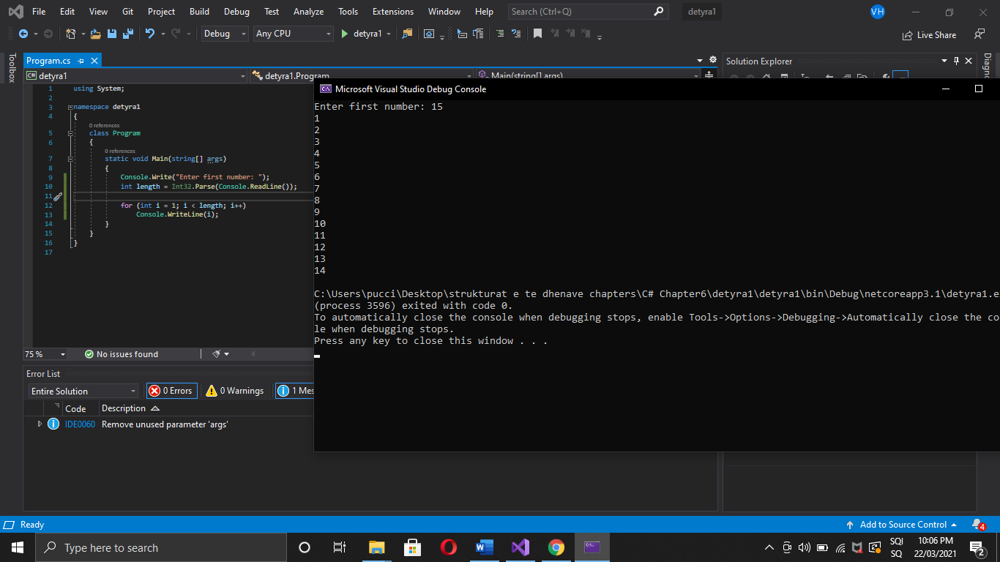 File Edit View Git Project Build Debug Test Analyze Tools Extensions Window Help Search (Ctrl+Q) detyra1 VH
Debug Any CPU detyra1 Live Share
Toolbox
Program.cs
Solution Explorer
detyra1 detyra1.Program Main(string[] args)
1 using System;
2
3 namespace detyra1
4 {
0 references
5 class Program
6 {
0 references
7 static void Main(string[] args)
8 {
9 Console.Write("Enter first number: ");
10 int length = Int32.Parse(Console.ReadLine());
11
12 for (int i = 1; i < length; i++)
13 Console.WriteLine(i);
14 }
15 }
16 }
17
Microsoft Visual Studio Debug Console
Enter first number: 15
1
2
3
4
5
6
7
8
9
10
11
12
13
14
C:\Users\pucci\Desktop\strukturat e te dhenave chapters\C# Chapter6\detyra1\detyra1\bin\Debug\netcoreapp3.1\detyra1.e
(process 3596) exited with code 0.
To automatically close the console when debugging stops, enable Tools->Options->Debugging->Automatically close the co
le when debugging stops.
Press any key to close this window . . .
75 % No issues found
Error List
Entire Solution 0 Errors 0 Warnings 1 Mes
Code Description
IDE0060 Remove unused parameter 'args'
Ready Add to Source Control 4
Type here to search
SQI
SQ
10:06 PM
22/03/2021
2